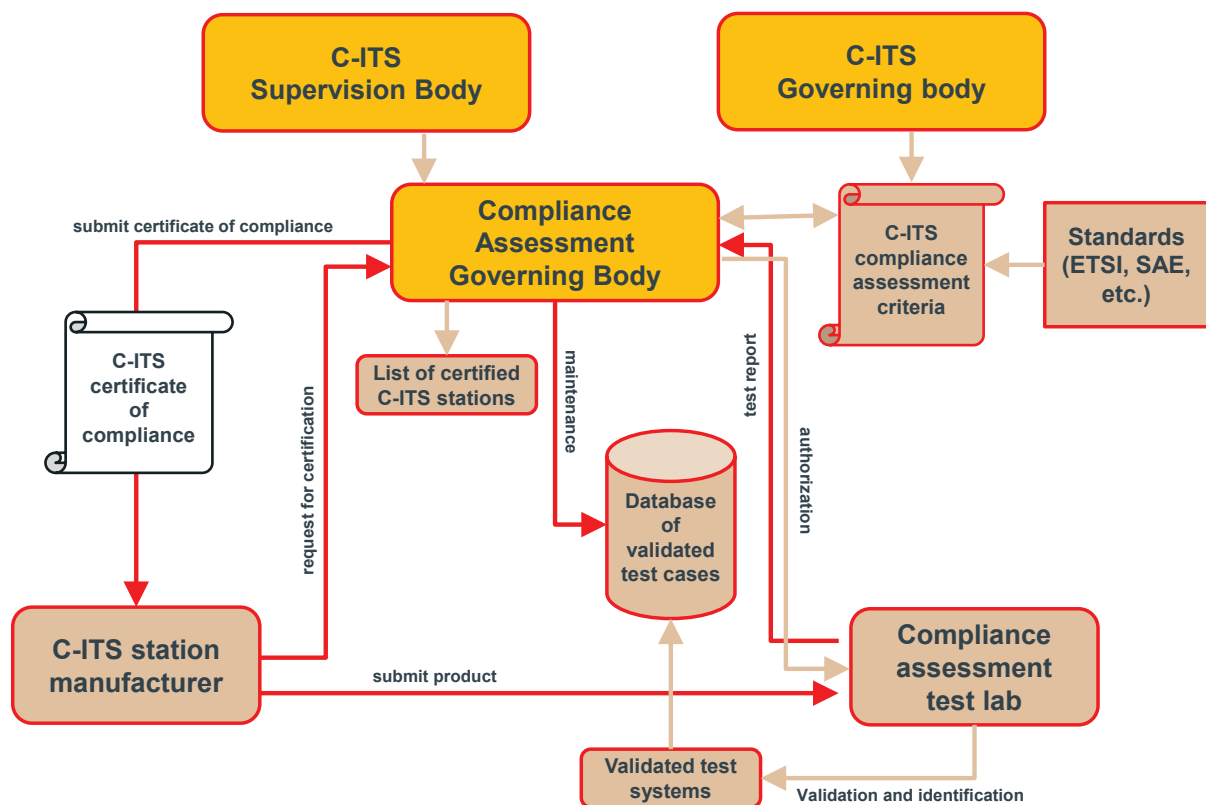 C-ITS
Supervision Body
C-ITS
Governing body
submit certificate of compliance
Compliance
Assessment
Governing Body
C-ITS
compliance
assessment
criteria
Standards
(ETSI, SAE,
etc.)
C-ITS
certificate
of
compliance
request for certification
List of certified
C-ITS stations
maintenance
test report
authorization
Database
of
validated
test cases
C-ITS station
manufacturer
submit product
Compliance
assessment
test lab
Validated test
systems
Validation and identification